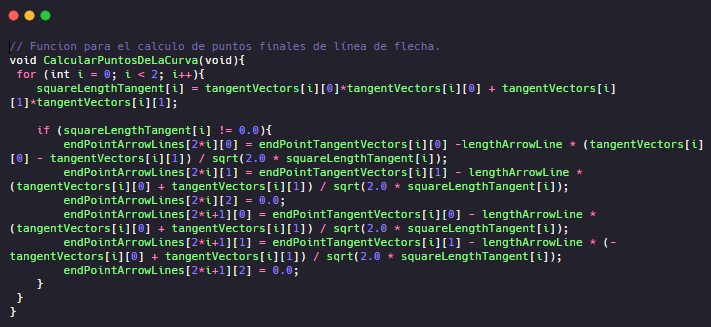 // Funcion para el calculo de puntos finales de línea de flecha.
void CalcularPuntosDeLaCurva(void){
 for (int i = 0; i < 2; i++){
    squareLengthTangent[i] = tangentVectors[i][0]*tangentVectors[i][0] + tangentVectors[i]
[1]*tangentVectors[i][1];

    if (squareLengthTangent[i] != 0.0){
        endPointArrowLines[2*i][0] = endPointTangentVectors[i][0] -lengthArrowLine * (tangentVectors[i]
[0] - tangentVectors[i][1]) / sqrt(2.0 * squareLengthTangent[i]);
        endPointArrowLines[2*i][1] = endPointTangentVectors[i][1] - lengthArrowLine *
(tangentVectors[i][0] + tangentVectors[i][1]) / sqrt(2.0 * squareLengthTangent[i]);
        endPointArrowLines[2*i][2] = 0.0;
        endPointArrowLines[2*i+1][0] = endPointTangentVectors[i][0] - lengthArrowLine *
(tangentVectors[i][0] + tangentVectors[i][1]) / sqrt(2.0 * squareLengthTangent[i]);
        endPointArrowLines[2*i+1][1] = endPointTangentVectors[i][1] - lengthArrowLine * (-
tangentVectors[i][0] + tangentVectors[i][1]) / sqrt(2.0 * squareLengthTangent[i]);
        endPointArrowLines[2*i+1][2] = 0.0;
    }
 }
}